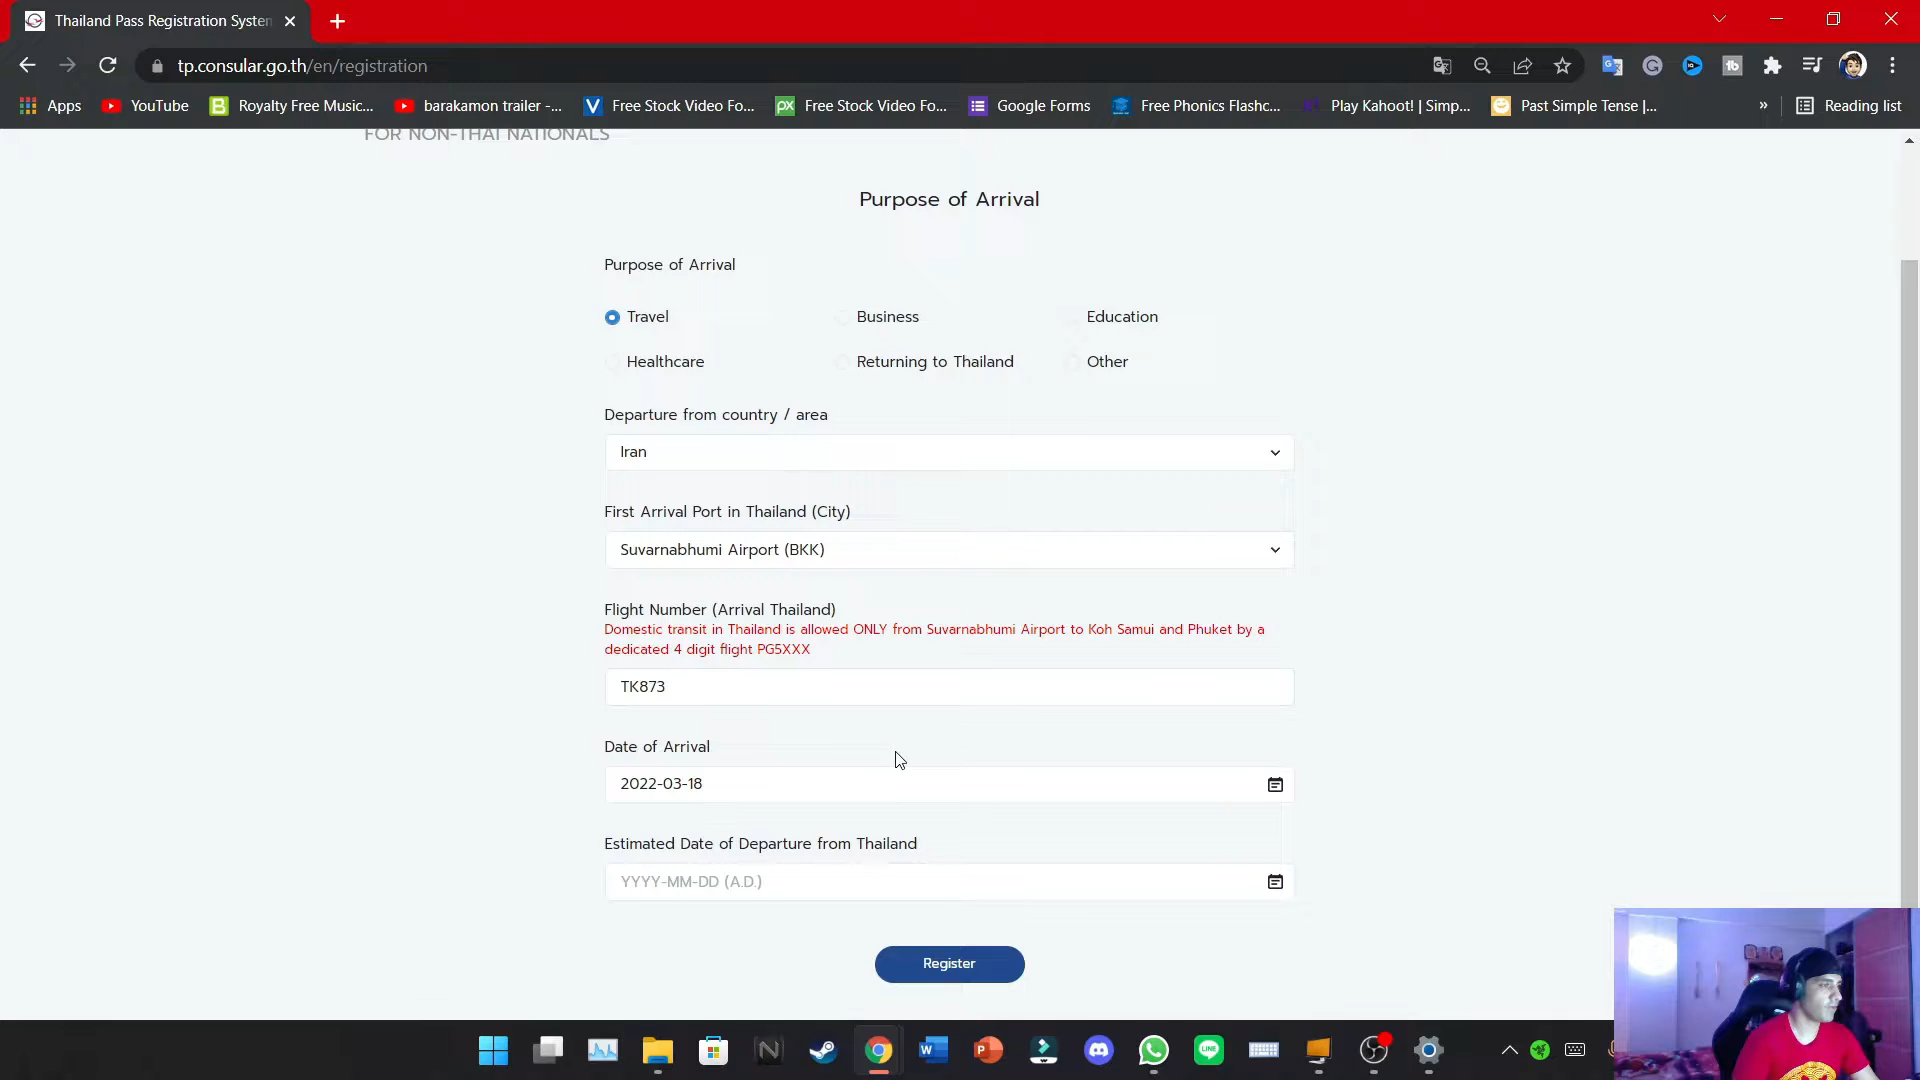 Thailand Pass Registration System
tp.consular.go.th/en/registration
Apps
YouTube
Royalty Free Music...
barakamon trailer -...
Free Stock Video Fo...
Free Stock Video Fo...
Google Forms
Free Phonics Flashc...
Play Kahoot! | Simp...
Past Simple Tense |...
»
Reading list
FOR NON-THAI NATIONALS
Purpose of Arrival
Purpose of Arrival
Travel
Business
Education
Healthcare
Returning to Thailand
Other
Departure from country / area
Iran
First Arrival Port in Thailand (City)
Suvarnabhumi Airport (BKK)
Flight Number (Arrival Thailand)
Domestic transit in Thailand is allowed ONLY from Suvarnabhumi Airport to Koh Samui and Phuket by a
dedicated 4 digit flight PG5XXX
TK873
Date of Arrival
2022-03-18
Estimated Date of Departure from Thailand
YYYY-MM-DD (A.D.)
Register